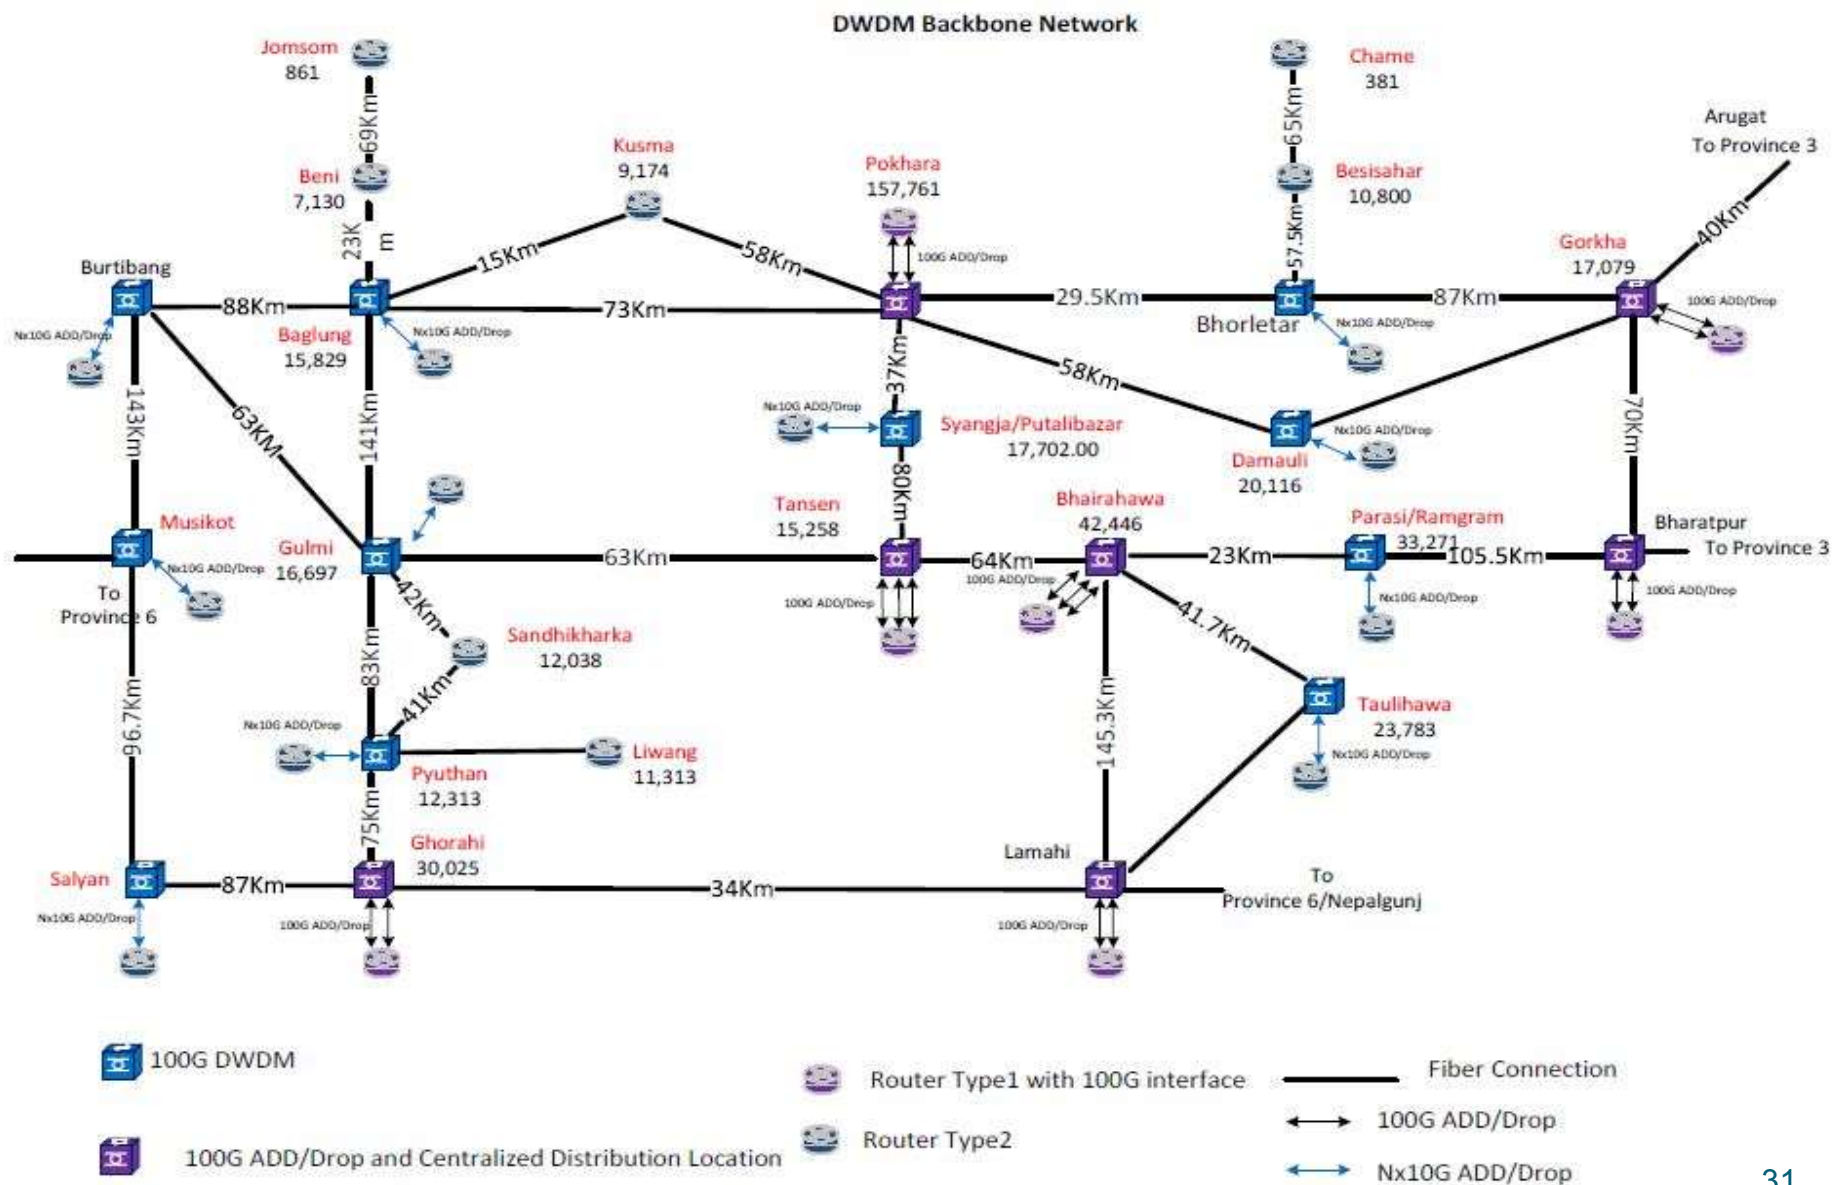 DWDM Backbone Network
Jomsom
861
69Km
Beni
7,130
23K
m
Kusma
9,174
Pokhara
157,761
100G ADD/Drop
Chame
381
65Km
Besisahar
10,800
57.5Km
Arugat
To Province 3
40Km
Gorkha
17,079
100G ADD/Drop
Burtibang
Nx10G ADD/Drop
88Km
Baglung
15,829
Nx10G ADD/Drop
15Km
58Km
73Km
29.5Km
Bhorletar
Nx10G ADD/Drop
87Km
143Km
63KM
141Km
37Km
58Km
70Km
Nx10G ADD/Drop
Syangja/Putalibazar
17,702.00
80Km
Damauli
20,116
Nx10G ADD/Drop
Musikot
Nx10G ADD/Drop
To
Province 6
Gulmi
16,697
63Km
Tansen
15,258
100G ADD/Drop
64Km
Bhairahawa
42,446
100G ADD/Drop
23Km
Parasi/Ramgram
33,271
Nx10G ADD/Drop
105.5Km
Bharatpur
To Province 3
100G ADD/Drop
42Km
83Km
41Km
Sandhikharka
12,038
41.7Km
145.3Km
Taulihawa
23,783
Nx10G ADD/Drop
96.7Km
Nx10G ADD/Drop
Pyuthan
12,313
Liwang
11,313
75Km
Ghorahi
30,025
100G ADD/Drop
Salyan
Nx10G ADD/Drop
87Km
34Km
Lamahi
100G ADD/Drop
To
Province 6/Nepalgunj
100G DWDM
100G ADD/Drop and Centralized Distribution Location
Router Type1 with 100G interface
Router Type2
Fiber Connection
100G ADD/Drop
Nx10G ADD/Drop
31